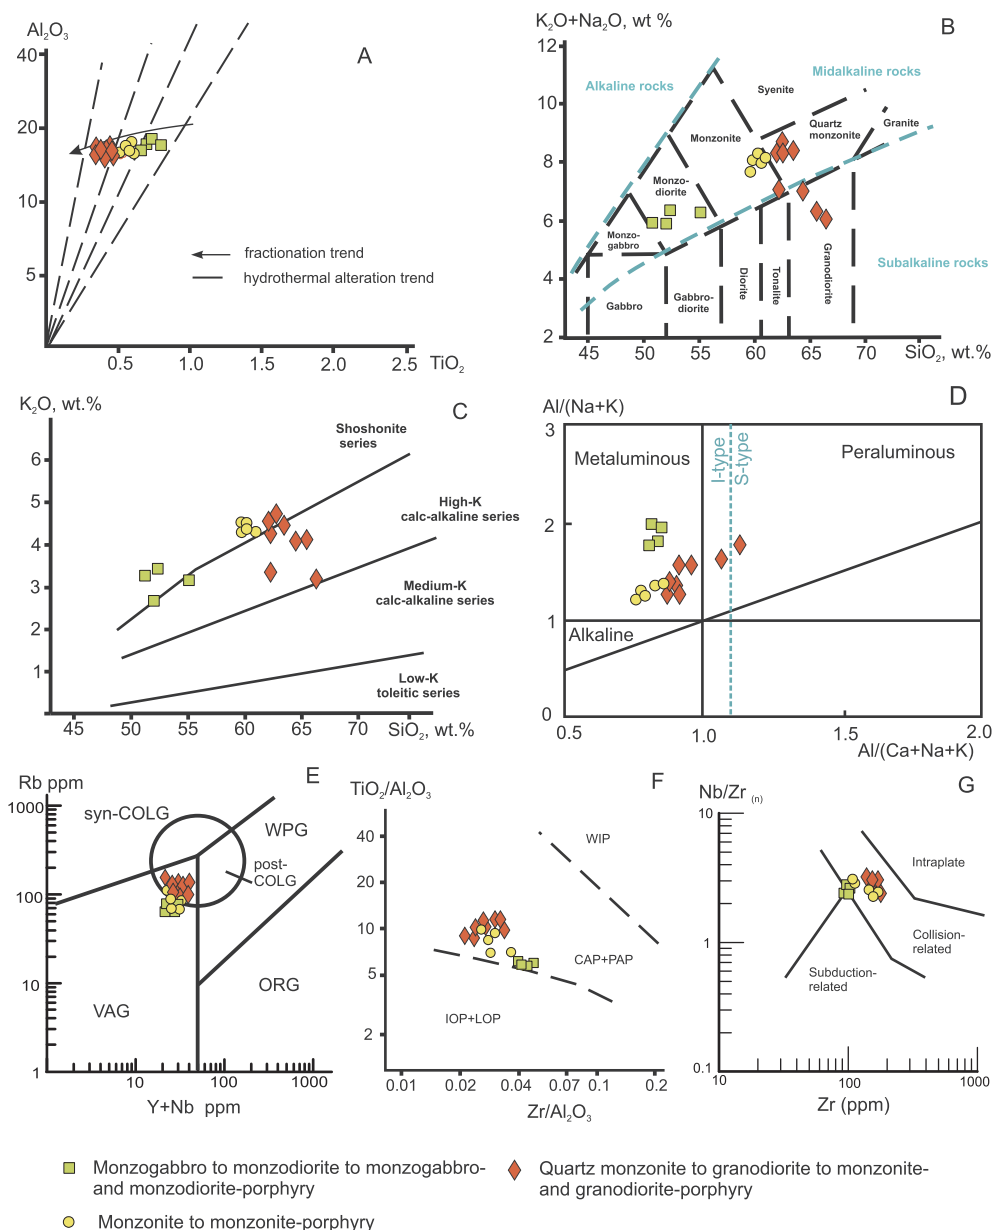 Al2O3
A
40
20
10
5
fractionation trend
hydrothermal alteration trend
0.5 1.0 1.5 2.0 2.5
TiO2
K2O+Na2O, wt %
B
12
10
8
6
4
2
Alkaline rocks
Midalkaline rocks
Syenite
Monzonite
Quartz
monzonite
Granite
Monzo-
diorite
Monzo-
gabbro
Subalkaline rocks
Gabbro
Gabbro-
diorite
Diorite
Tonalite
Granodiorite
45 50 55 60 65 70 SiO2, wt.%
K2O, wt.%
C
6
5
4
3
2
1
Shoshonite
series
High-K
calc-alkaline series
Medium-K
calc-alkaline series
Low-K
toleitic series
45 50 55 60 65 70 SiO2, wt.%
Al/(Na+K)
D
3
2
1
0
Metaluminous
I-type
S-type
Peraluminous
Alkaline
0.5 1.0 1.5 2.0
Al/(Ca+Na+K)
Rb ppm
E
1000
100
10
1
syn-COLG
WPG
post-
COLG
VAG
ORG
10 100 1000
Y+Nb ppm
TiO2/Al2O3
F
40
20
10
5
2
WIP
CAP+PAP
IOP+LOP
0.01 0.02 0.04 0.07 0.1 0.2
Zr/Al2O3
Nb/Zr (n)
G
10
1
0.1
Intraplate
Collision-
related
Subduction-
related
10 100 1000
Zr (ppm)
Monzogabbro to monzodiorite to monzogabbro-
and monzodiorite-porphyry
Quartz monzonite to granodiorite to monzonite-
and granodiorite-porphyry
Monzonite to monzonite-porphyry